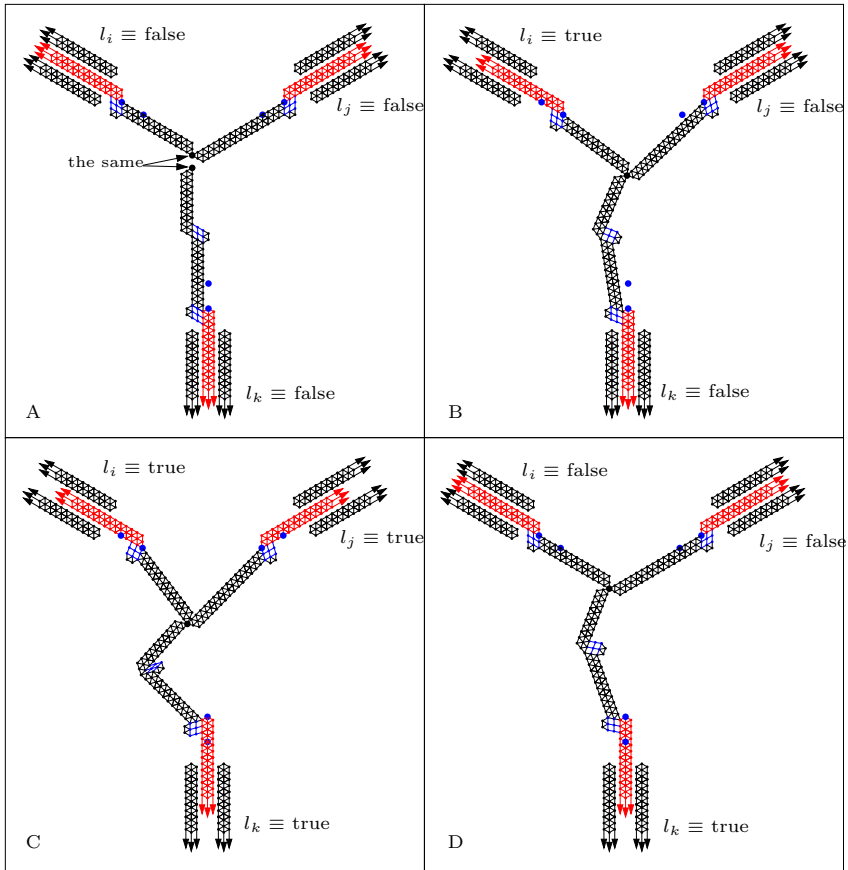 l_i ≡ false
l_j ≡ false
the same
l_k ≡ false
A
l_i ≡ true
l_j ≡ false
l_k ≡ false
B
l_i ≡ true
l_j ≡ true
l_k ≡ true
C
l_i ≡ false
l_j ≡ false
l_k ≡ true
D